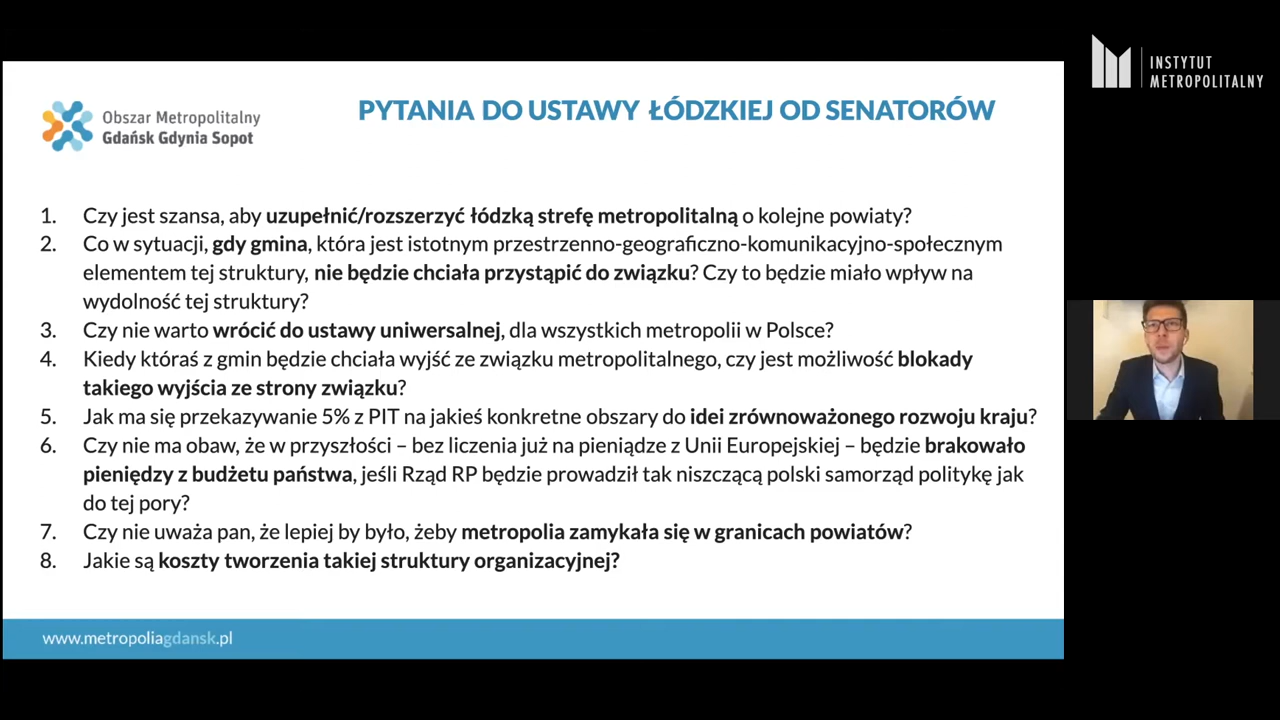 INSTYTUT
METROPOLITALNY
Obszar Metropolitalny
Gdańsk Gdynia Sopot
PYTANIA DO USTAWY ŁÓDZKIEJ OD SENATORÓW
1. Czy jest szansa, aby uzupełnić/rozszerzyć łódzką strefę metropolitalną o kolejne powiaty?
2. Co w sytuacji, gdy gmina, która jest istotnym przestrzenno-geograficzno-komunikacyjno-społecznym
elementem tej struktury, nie będzie chciała przystąpić do związku? Czy to będzie miało wpływ na
wydolność tej struktury?
3. Czy nie warto wrócić do ustawy uniwersalnej, dla wszystkich metropolii w Polsce?
4. Kiedy któraś z gmin będzie chciała wyjść ze związku metropolitalnego, czy jest możliwość blokady
takiego wyjścia ze strony związku?
5. Jak ma się przekazywanie 5% z PIT na jakieś konkretne obszary do idei zrównoważonego rozwoju kraju?
6. Czy nie ma obaw, że w przyszłości – bez liczenia już na pieniądze z Unii Europejskiej – będzie brakowało
pieniędzy z budżetu państwa, jeśli Rząd RP będzie prowadził tak niszczącą polski samorząd politykę jak
do tej pory?
7. Czy nie uważa pan, że lepiej by było, żeby metropolia zamykała się w granicach powiatów?
8. Jakie są koszty tworzenia takiej struktury organizacyjnej?
www.metropoliagdansk.pl